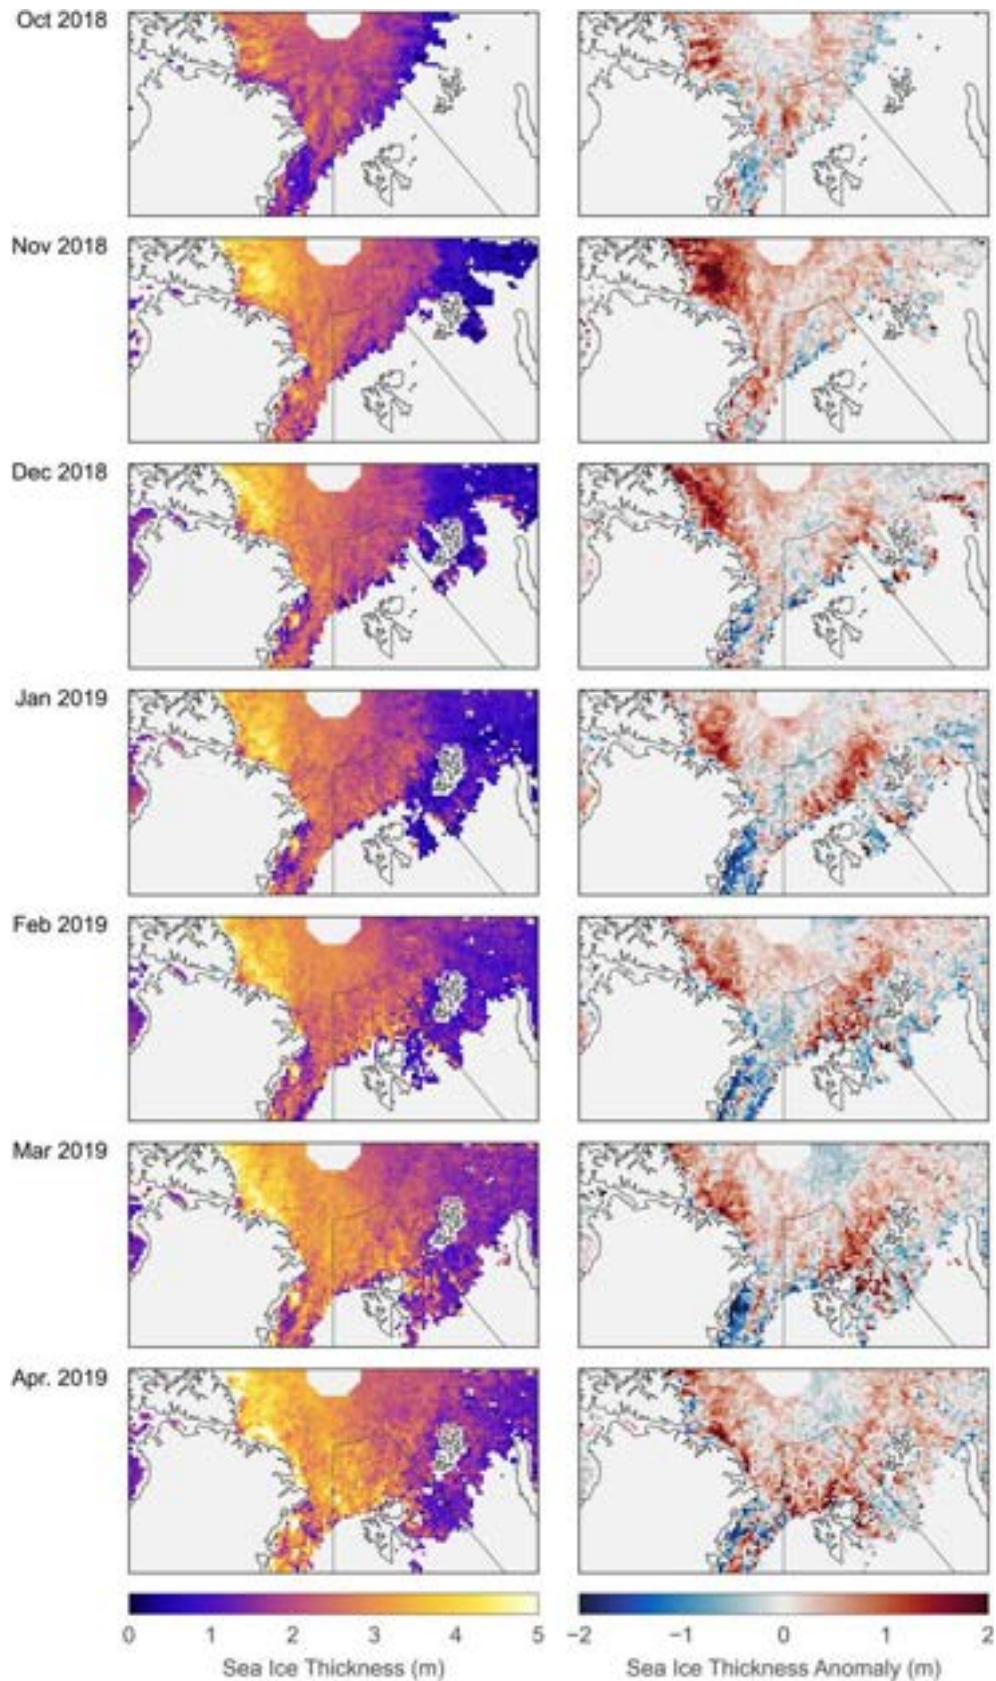 Oct 2018
Nov 2018
Dec 2018
Jan 2019
Feb 2019
Mar 2019
Apr. 2019
0 1 2 3 4 5
Sea Ice Thickness (m)
−2 −1 0 1 2
Sea Ice Thickness Anomaly (m)